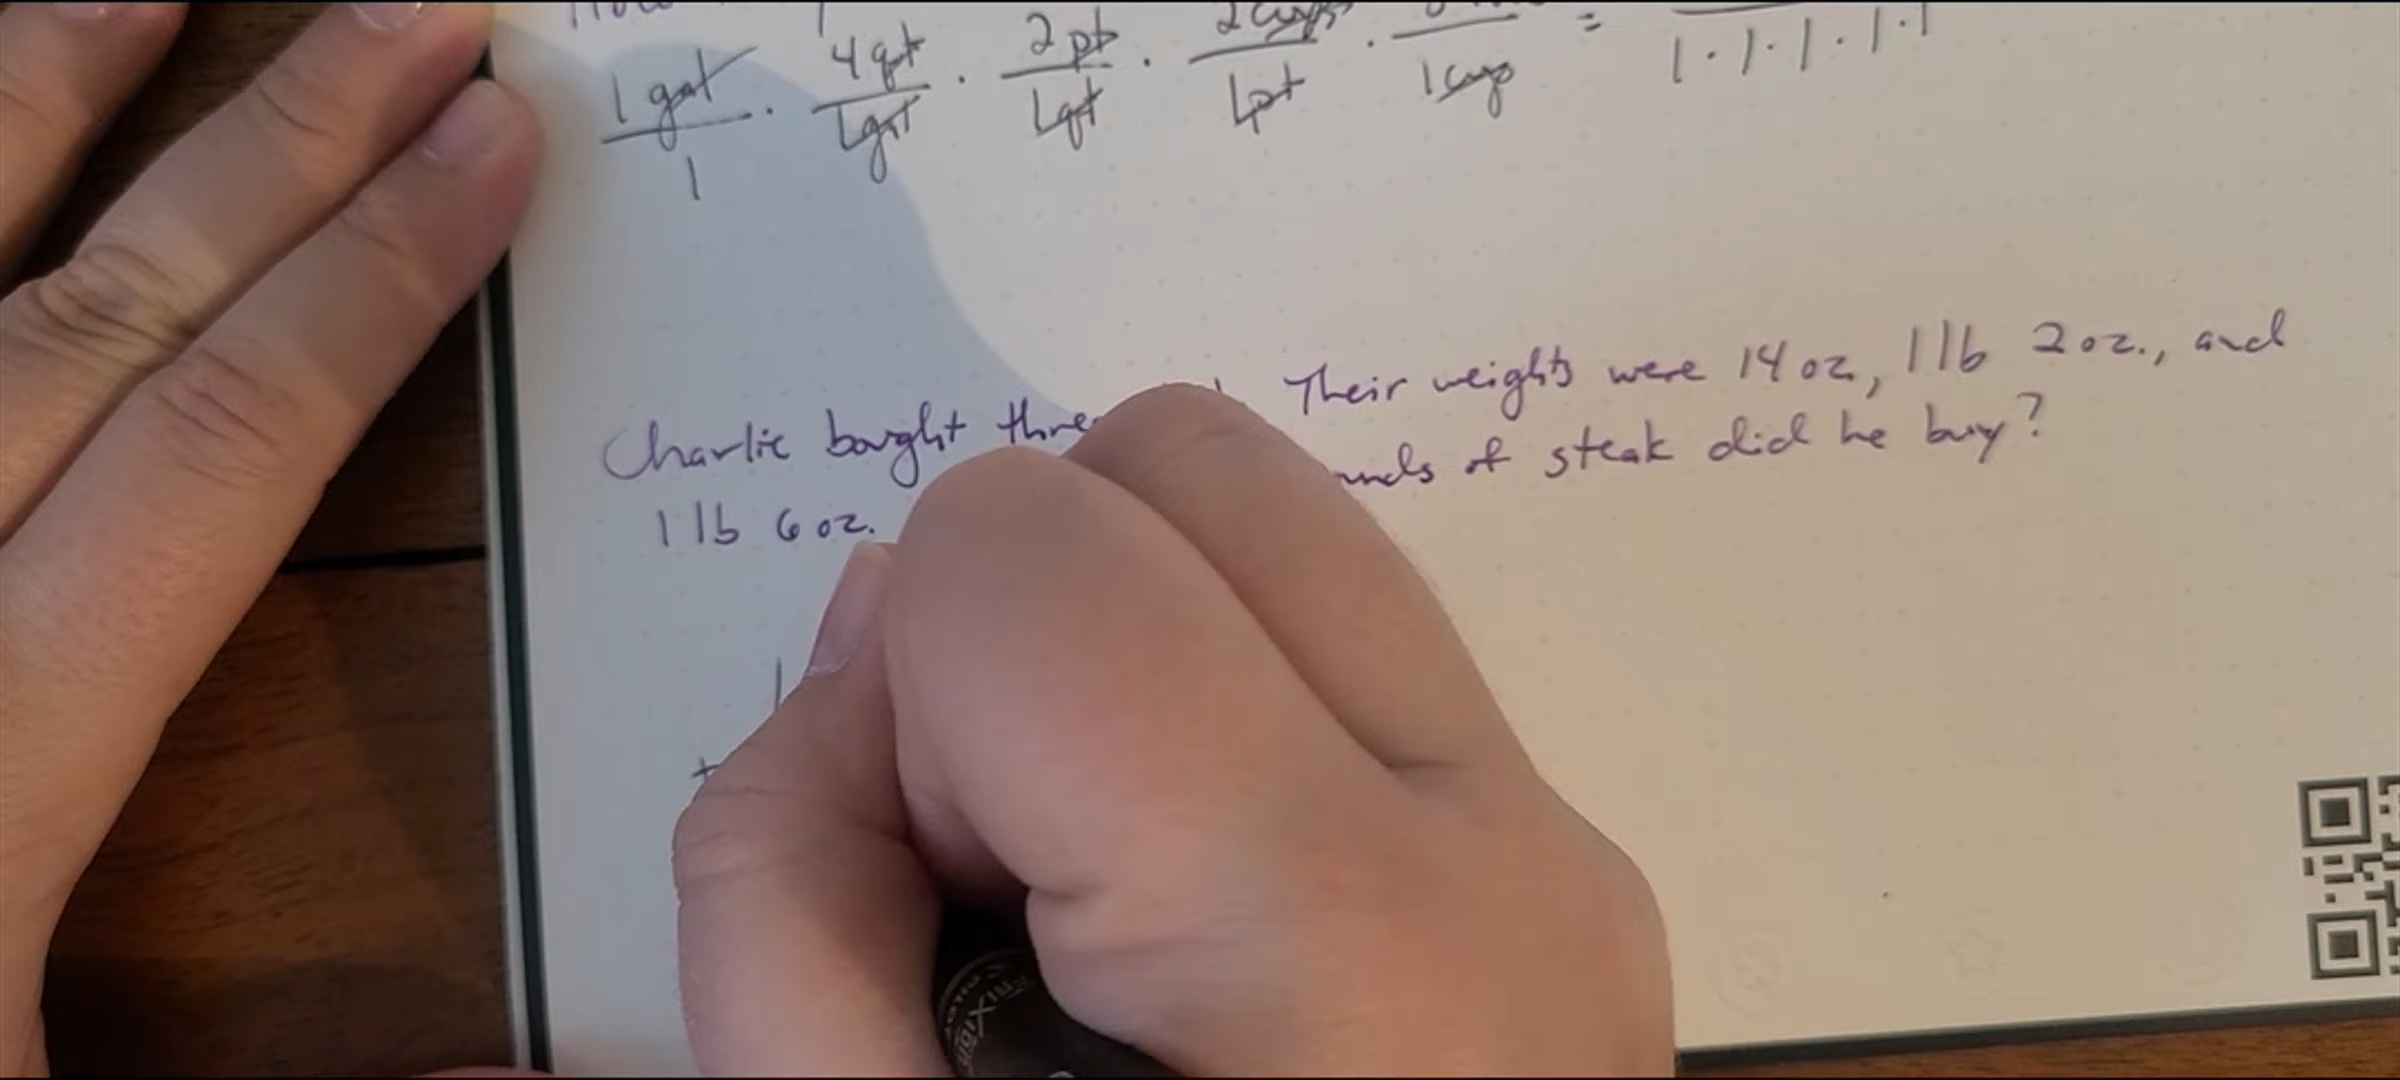 1 gal · 4 qt · 2 pt · 2 cups · =
1 1 gal 1 qt 1 pt 1 cup 1 · 1 · 1 · 1 · 1
Charlie bought Their weights were 14 oz, 1 lb 2 oz., and
1 lb 6 oz. of steak did he buy?
1
+